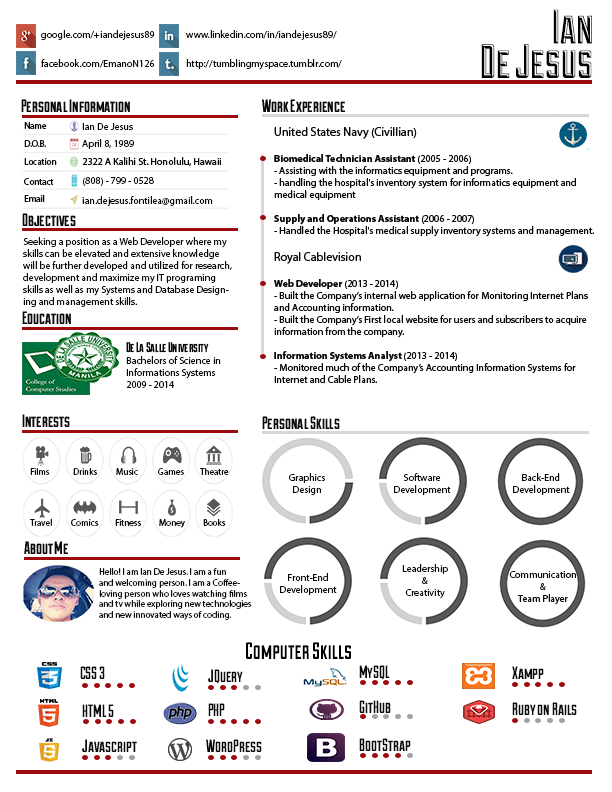 google.com/+iandejesus89
www.linkedin.com/in/iandejesus89/
facebook.com/EmanoN126
http://tumblingmyspace.tumblr.com/
Ian
De Jesus
Personal Information
Name Ian De Jesus
D.O.B. April 8, 1989
Location 2322 A Kalihi St. Honolulu, Hawaii
Contact (808) - 799 - 0528
Email ian.dejesus.fontilea@gmail.com
Objectives
Seeking a position as a Web Developer where my
skills can be elevated and extensive knowledge
will be further developed and utilized for research,
development and maximize my IT programing
skills as well as my Systems and Database Design-
ing and management skills.
Education
De La Salle University
Manila
College of
Computer Studies
De La Salle University
Bachelors of Science in
Informations Systems
2009 - 2014
Work Experience
United States Navy (Civillian)
Biomedical Technician Assistant (2005 - 2006)
- Assisting with the informatics equipment and programs.
- handling the hospital's inventory system for informatics equipment and
medical equipment
Supply and Operations Assistant (2006 - 2007)
- Handled the Hospital's medical supply inventory systems and management.
Royal Cablevision
Web Developer (2013 - 2014)
- Built the Company's internal web application for Monitoring Internet Plans
and Accounting information.
- Built the Company's First local website for users and subscribers to acquire
information from the company.
Information Systems Analyst (2013 - 2014)
- Monitored much of the Company's Accounting Information Systems for
Internet and Cable Plans.
Interests
Films Drinks Music Games Theatre
Travel Comics Fitness Money Books
About Me
Hello! I am Ian De Jesus. I am a fun
and welcoming person. I am a Coffee-
loving person who loves watching films
and tv while exploring new technologies
and new innovated ways of coding.
Personal Skills
Graphics
Design
Software
Development
Back-End
Development
Front-End
Development
Leadership
&
Creativity
Communication
&
Team Player
Computer Skills
CSS
CSS 3
JQuery
MySQL
MySQL
Xampp
HTML
HTML 5
php
PHP
GitHub
Ruby on Rails
JS
Javascript
WordPress
B
BootStrap